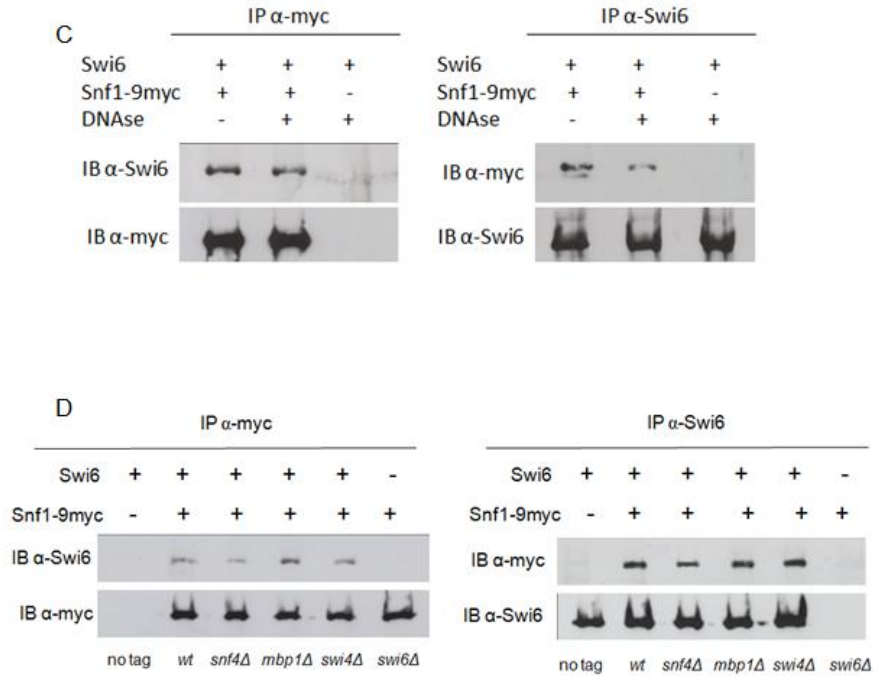 C
IP α-myc
Swi6 + + +
Snf1-9myc + + -
DNAse - + +
IB α-Swi6
IB α-myc
IP α-Swi6
Swi6 + + +
Snf1-9myc + + -
DNAse - + +
IB α-myc
IB α-Swi6
D
IP α-myc
Swi6 + + + + + -
Snf1-9myc - + + + + +
IB α-Swi6
IB α-myc
no tag wt snf4Δ mbp1Δ swi4Δ swi6Δ
IP α-Swi6
Swi6 + + + + + -
Snf1-9myc - + + + + +
IB α-myc
IB α-Swi6
no tag wt snf4Δ mbp1Δ swi4Δ swi6Δ